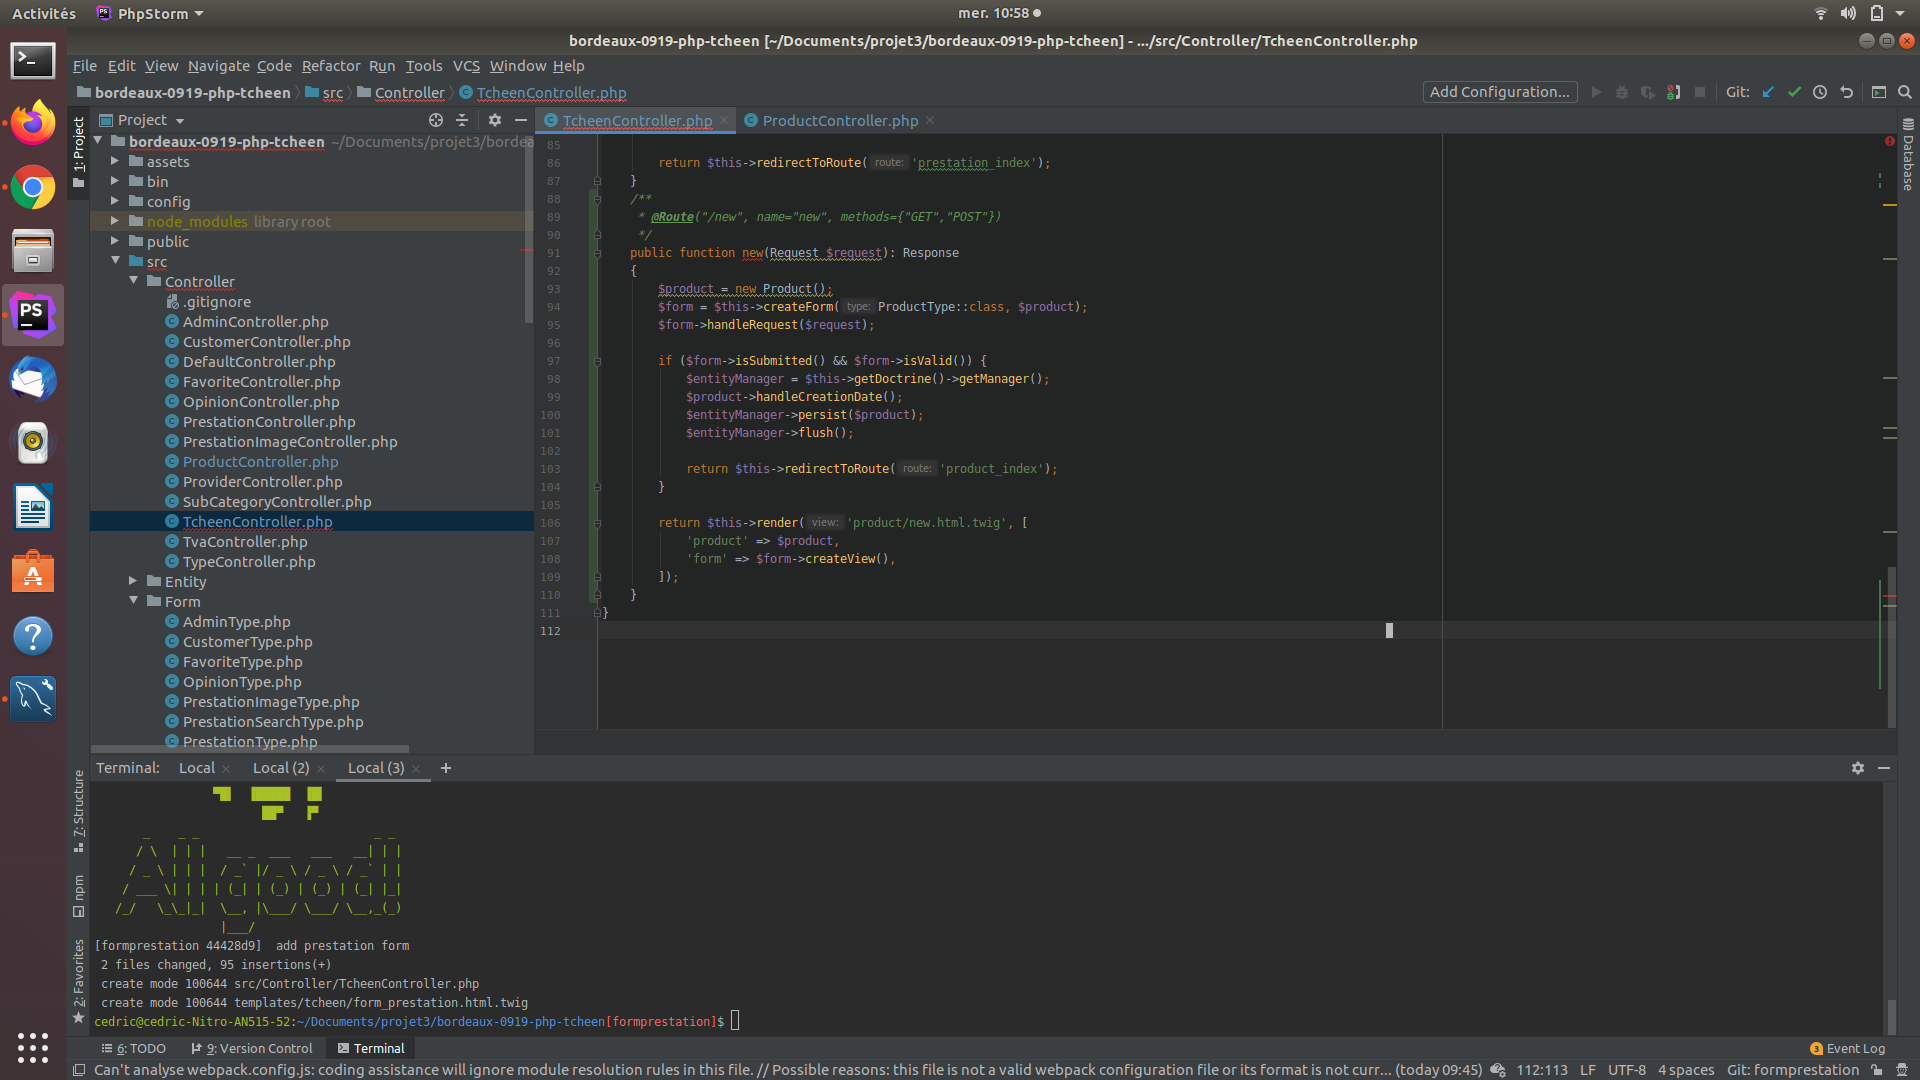 Activités
PhpStorm
mer. 10:58
bordeaux-0919-php-tcheen [~/Documents/projet3/bordeaux-0919-php-tcheen] - .../src/Controller/TcheenController.php
File Edit View Navigate Code Refactor Run Tools VCS Window Help
bordeaux-0919-php-tcheen src Controller TcheenController.php
Add Configuration...
Git:
1: Project
Project
bordeaux-0919-php-tcheen ~/Documents/projet3/bordea
assets
bin
config
node_modules library root
public
src
Controller
.gitignore
AdminController.php
CustomerController.php
DefaultController.php
FavoriteController.php
OpinionController.php
PrestationController.php
PrestationImageController.php
ProductController.php
ProviderController.php
SubCategoryController.php
TcheenController.php
TvaController.php
TypeController.php
Entity
Form
AdminType.php
CustomerType.php
FavoriteType.php
OpinionType.php
PrestationImageType.php
PrestationSearchType.php
PrestationType.php
TcheenController.php
ProductController.php
85
86 return $this->redirectToRoute( route: 'prestation_index');
87 }
88 /**
89 * @Route("/new", name="new", methods={"GET","POST"})
90 */
91 public function new(Request $request): Response
92 {
93 $product = new Product();
94 $form = $this->createForm( type: ProductType::class, $product);
95 $form->handleRequest($request);
96
97 if ($form->isSubmitted() && $form->isValid()) {
98 $entityManager = $this->getDoctrine()->getManager();
99 $product->handleCreationDate();
100 $entityManager->persist($product);
101 $entityManager->flush();
102
103 return $this->redirectToRoute( route: 'product_index');
104 }
105
106 return $this->render( view: 'product/new.html.twig', [
107 'product' => $product,
108 'form' => $form->createView(),
109 ]);
110 }
111 }
112
Database
7: Structure
npm
2: Favorites
Terminal: Local Local (2) Local (3) +
All good!
[formprestation 44428d9] add prestation form
2 files changed, 95 insertions(+)
create mode 100644 src/Controller/TcheenController.php
create mode 100644 templates/tcheen/form_prestation.html.twig
cedric@cedric-Nitro-AN515-52:~/Documents/projet3/bordeaux-0919-php-tcheen[formprestation]$
6: TODO
9: Version Control
Terminal
3 Event Log
Can't analyse webpack.config.js: coding assistance will ignore module resolution rules in this file. // Possible reasons: this file is not a valid webpack configuration file or its format is not curr... (today 09:45)
112:113 LF UTF-8 4 spaces Git: formprestation